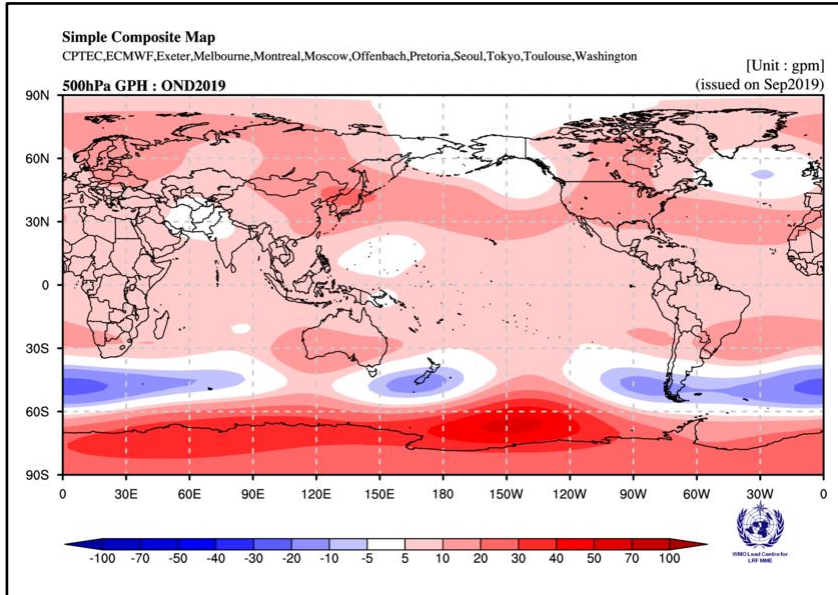 Simple Composite Map
CPTEC,ECMWF,Exeter,Melbourne,Montreal,Moscow,Offenbach,Pretoria,Seoul,Tokyo,Toulouse,Washington
[Unit : gpm]
500hPa GPH : OND2019
(issued on Sep2019)
90N
60N
30N
0
30S
60S
90S
0 30E 60E 90E 120E 150E 180 150W 120W 90W 60W 30W 0
-100 -70 -50 -40 -30 -20 -10 -5 5 10 20 30 40 50 70 100
WMO Lead Centre for
LRF MME